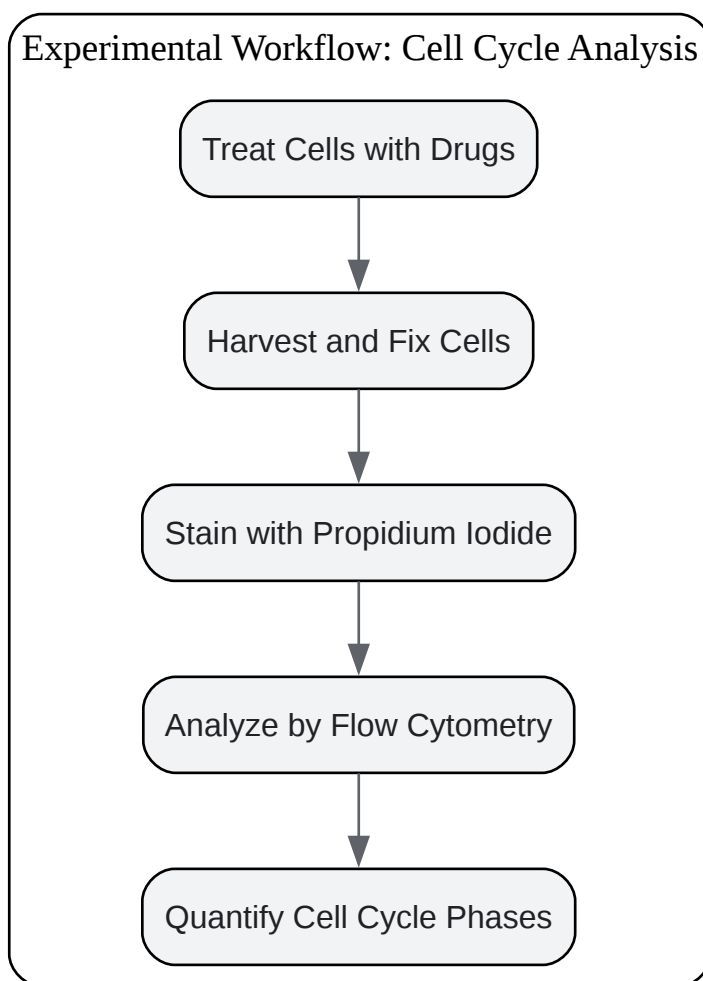 Experimental Workflow: Cell Cycle Analysis
Treat Cells with Drugs
Harvest and Fix Cells
Stain with Propidium Iodide
Analyze by Flow Cytometry
Quantify Cell Cycle Phases